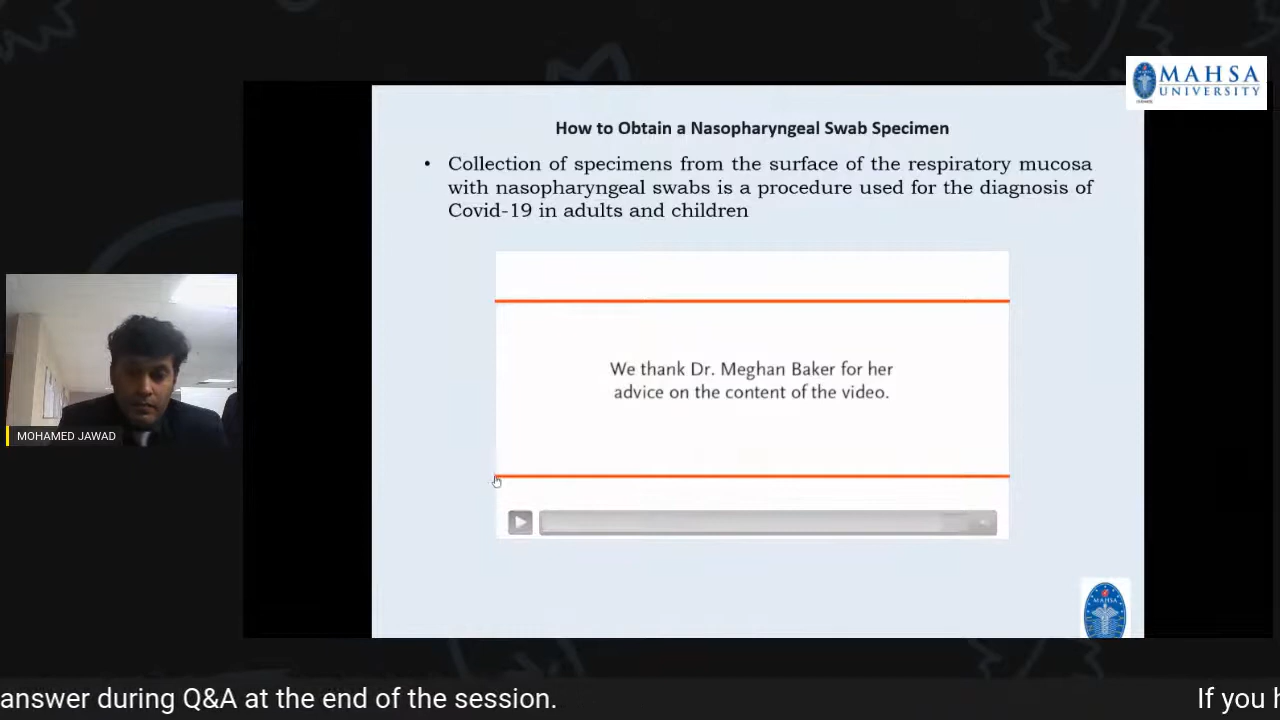 MAHSA
UNIVERSITY
How to Obtain a Nasopharyngeal Swab Specimen
• Collection of specimens from the surface of the respiratory mucosa
with nasopharyngeal swabs is a procedure used for the diagnosis of
Covid-19 in adults and children
We thank Dr. Meghan Baker for her
advice on the content of the video.
MOHAMED JAWAD
MAHSA
answer during Q&A at the end of the session.
If you h